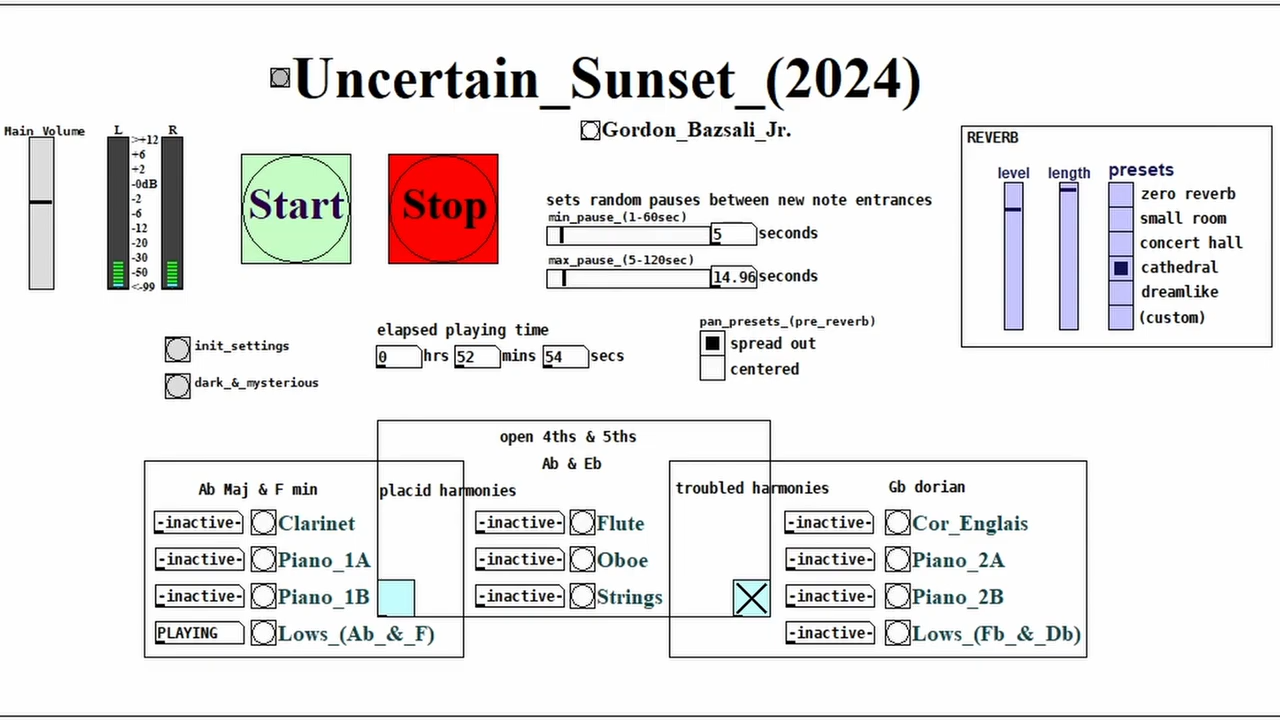 Uncertain_Sunset_(2024)
Gordon_Bazsali_Jr.
Main_Volume
L
R
>+12
+6
+2
-0dB
-2
-6
-12
-20
-30
-50
<-99
Start
Stop
sets random pauses between new note entrances
min_pause_(1-60sec)
5 seconds
max_pause_(5-120sec)
14.96 seconds
REVERB
level
length
presets
zero reverb
small room
concert hall
cathedral
dreamlike
(custom)
init_settings
dark_&_mysterious
elapsed playing time
0 hrs 52 mins 54 secs
pan_presets_(pre_reverb)
spread out
centered
open 4ths & 5ths
Ab & Eb
Ab Maj & F min
placid harmonies
troubled harmonies
Gb dorian
-inactive- Clarinet
-inactive- Piano_1A
-inactive- Piano_1B
PLAYING Lows_(Ab_&_F)
-inactive- Flute
-inactive- Oboe
-inactive- Strings
-inactive- Cor_Englais
-inactive- Piano_2A
-inactive- Piano_2B
-inactive- Lows_(Fb_&_Db)